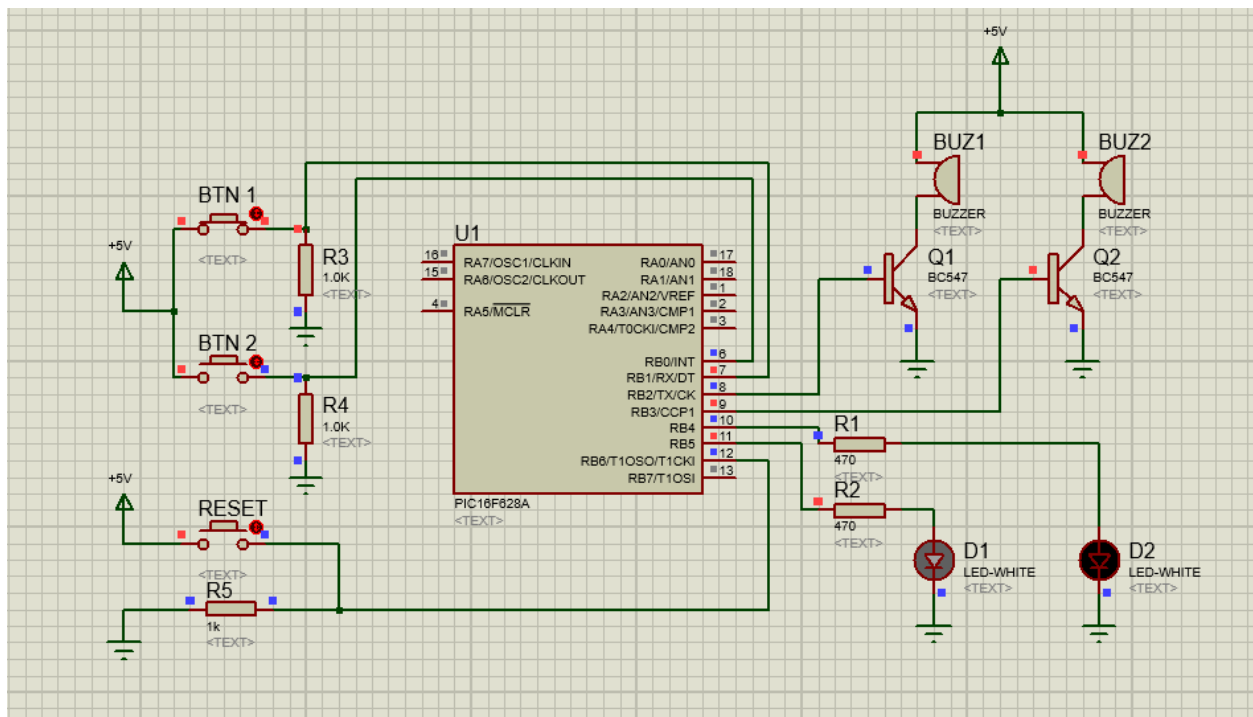 +5V
BUZ1
BUZ2
BUZZER
<TEXT>
BUZZER
<TEXT>
BTN 1
<TEXT>
+5V
R3
1.0K
<TEXT>
BTN 2
<TEXT>
R4
1.0K
<TEXT>
+5V
RESET
<TEXT>
R5
1k
<TEXT>
U1
16
RA7/OSC1/CLKIN
15
RA6/OSC2/CLKOUT
4
RA5/MCLR
RA0/AN0
17
RA1/AN1
18
RA2/AN2/VREF
1
RA3/AN3/CMP1
2
RA4/T0CKI/CMP2
3
RB0/INT
6
RB1/RX/DT
7
RB2/TX/CK
8
RB3/CCP1
9
RB4
10
RB5
11
RB6/T1OSO/T1CKI
12
RB7/T1OSI
13
PIC16F628A
<TEXT>
Q1
BC547
<TEXT>
Q2
BC547
<TEXT>
R1
470
<TEXT>
R2
470
<TEXT>
D1
LED-WHITE
<TEXT>
D2
LED-WHITE
<TEXT>